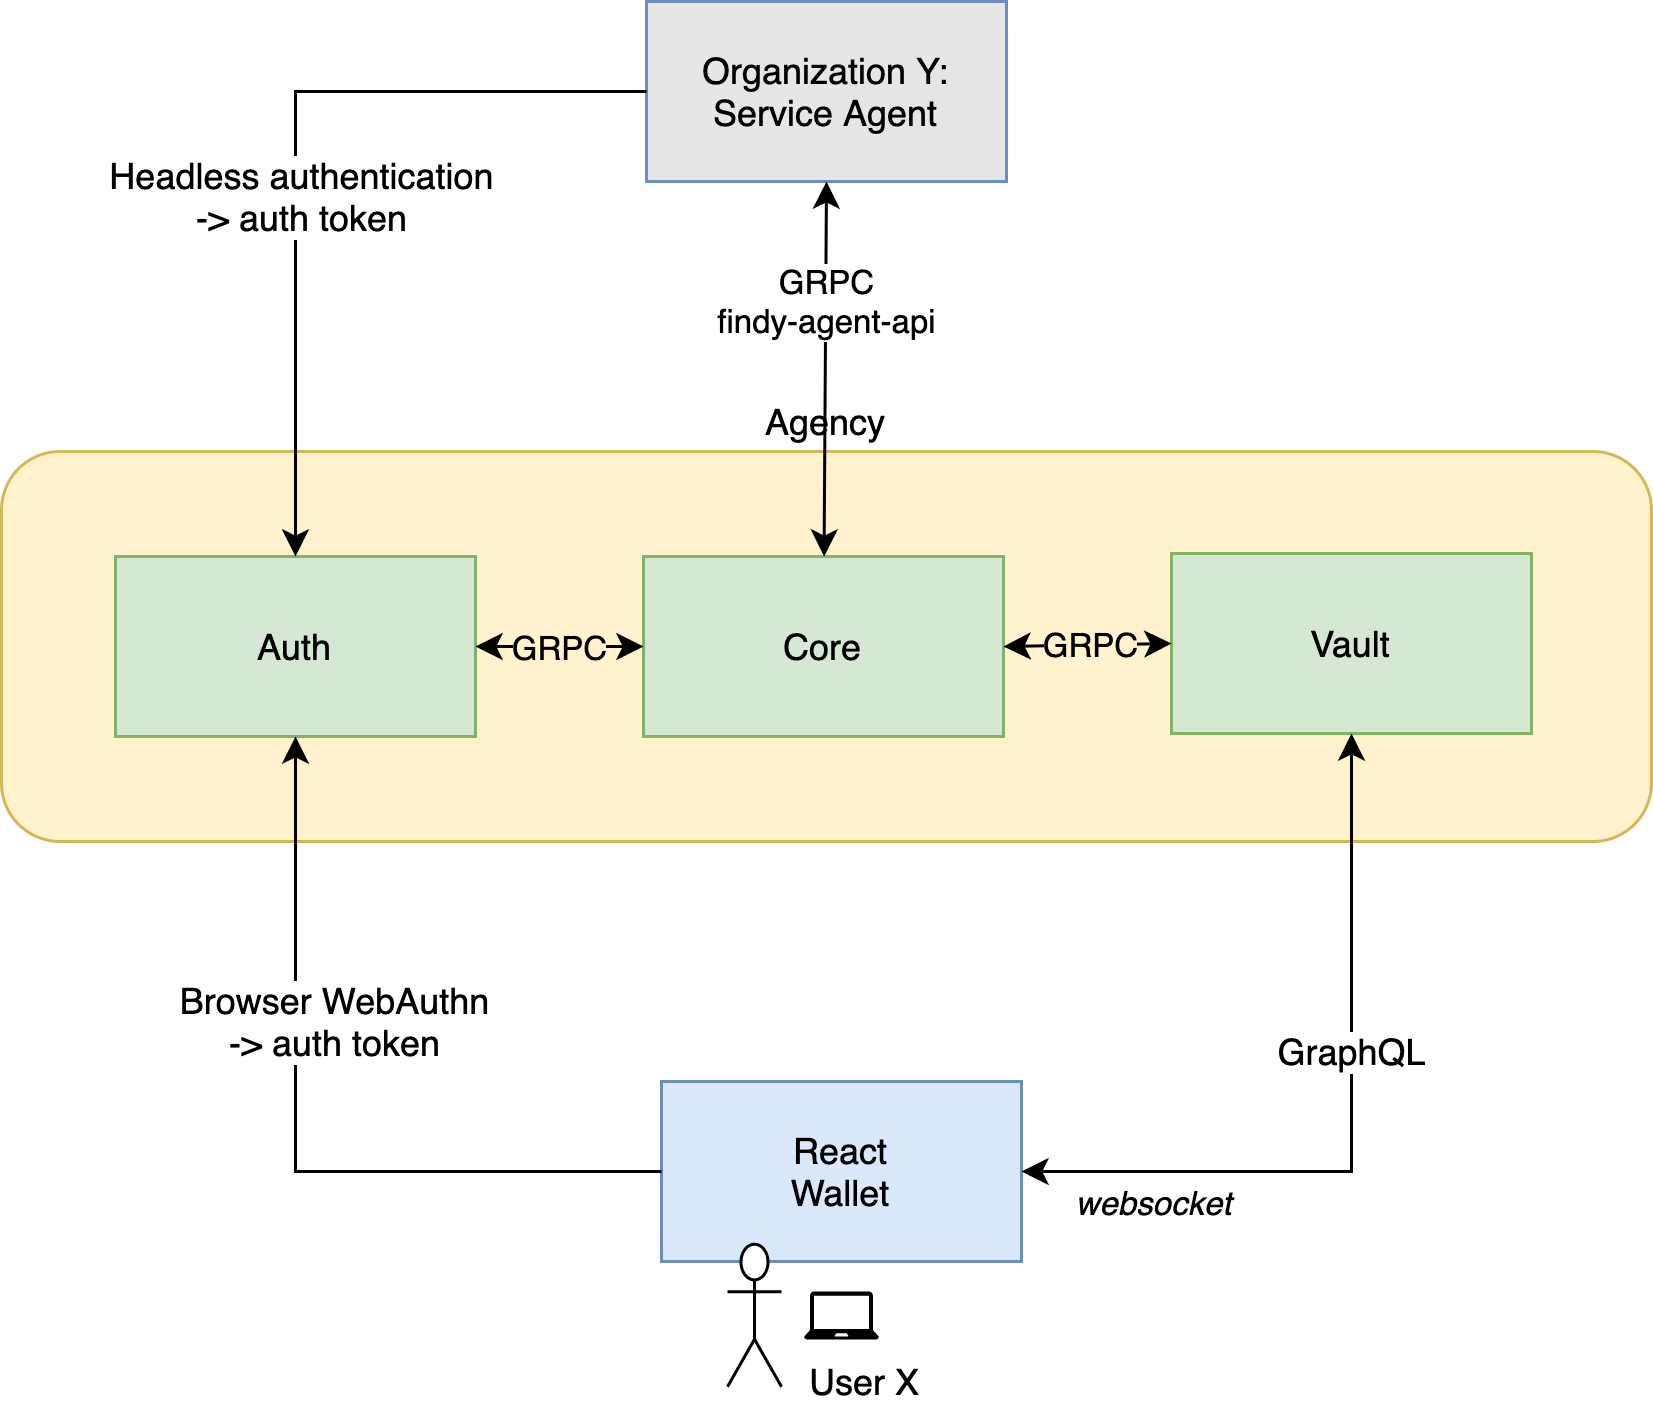 Organization Y:
Service Agent
Headless authentication
-> auth token
GRPC
findy-agent-api
Agency
Auth
GRPC
Core
GRPC
Vault
Browser WebAuthn
-> auth token
GraphQL
React
Wallet
websocket
User X